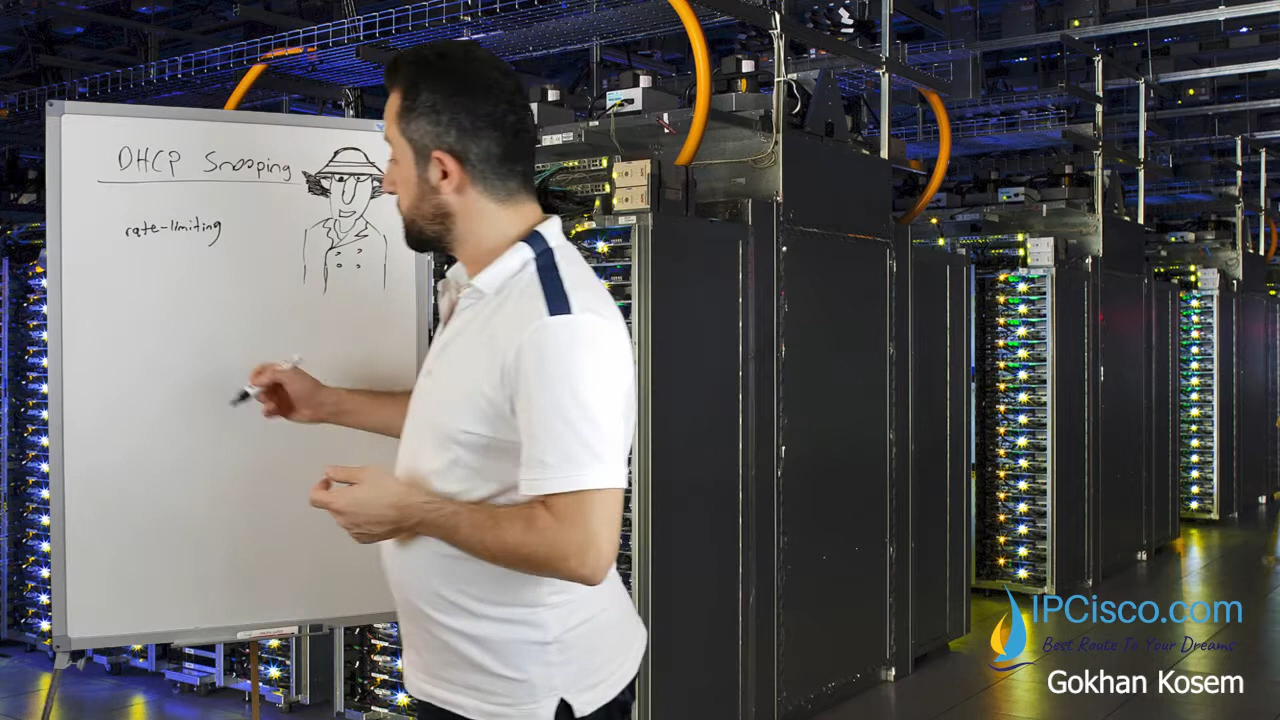 DHCP Snooping
rate-limiting
IPCisco.com
Best Route To Your Dreams
Gokhan Kosem